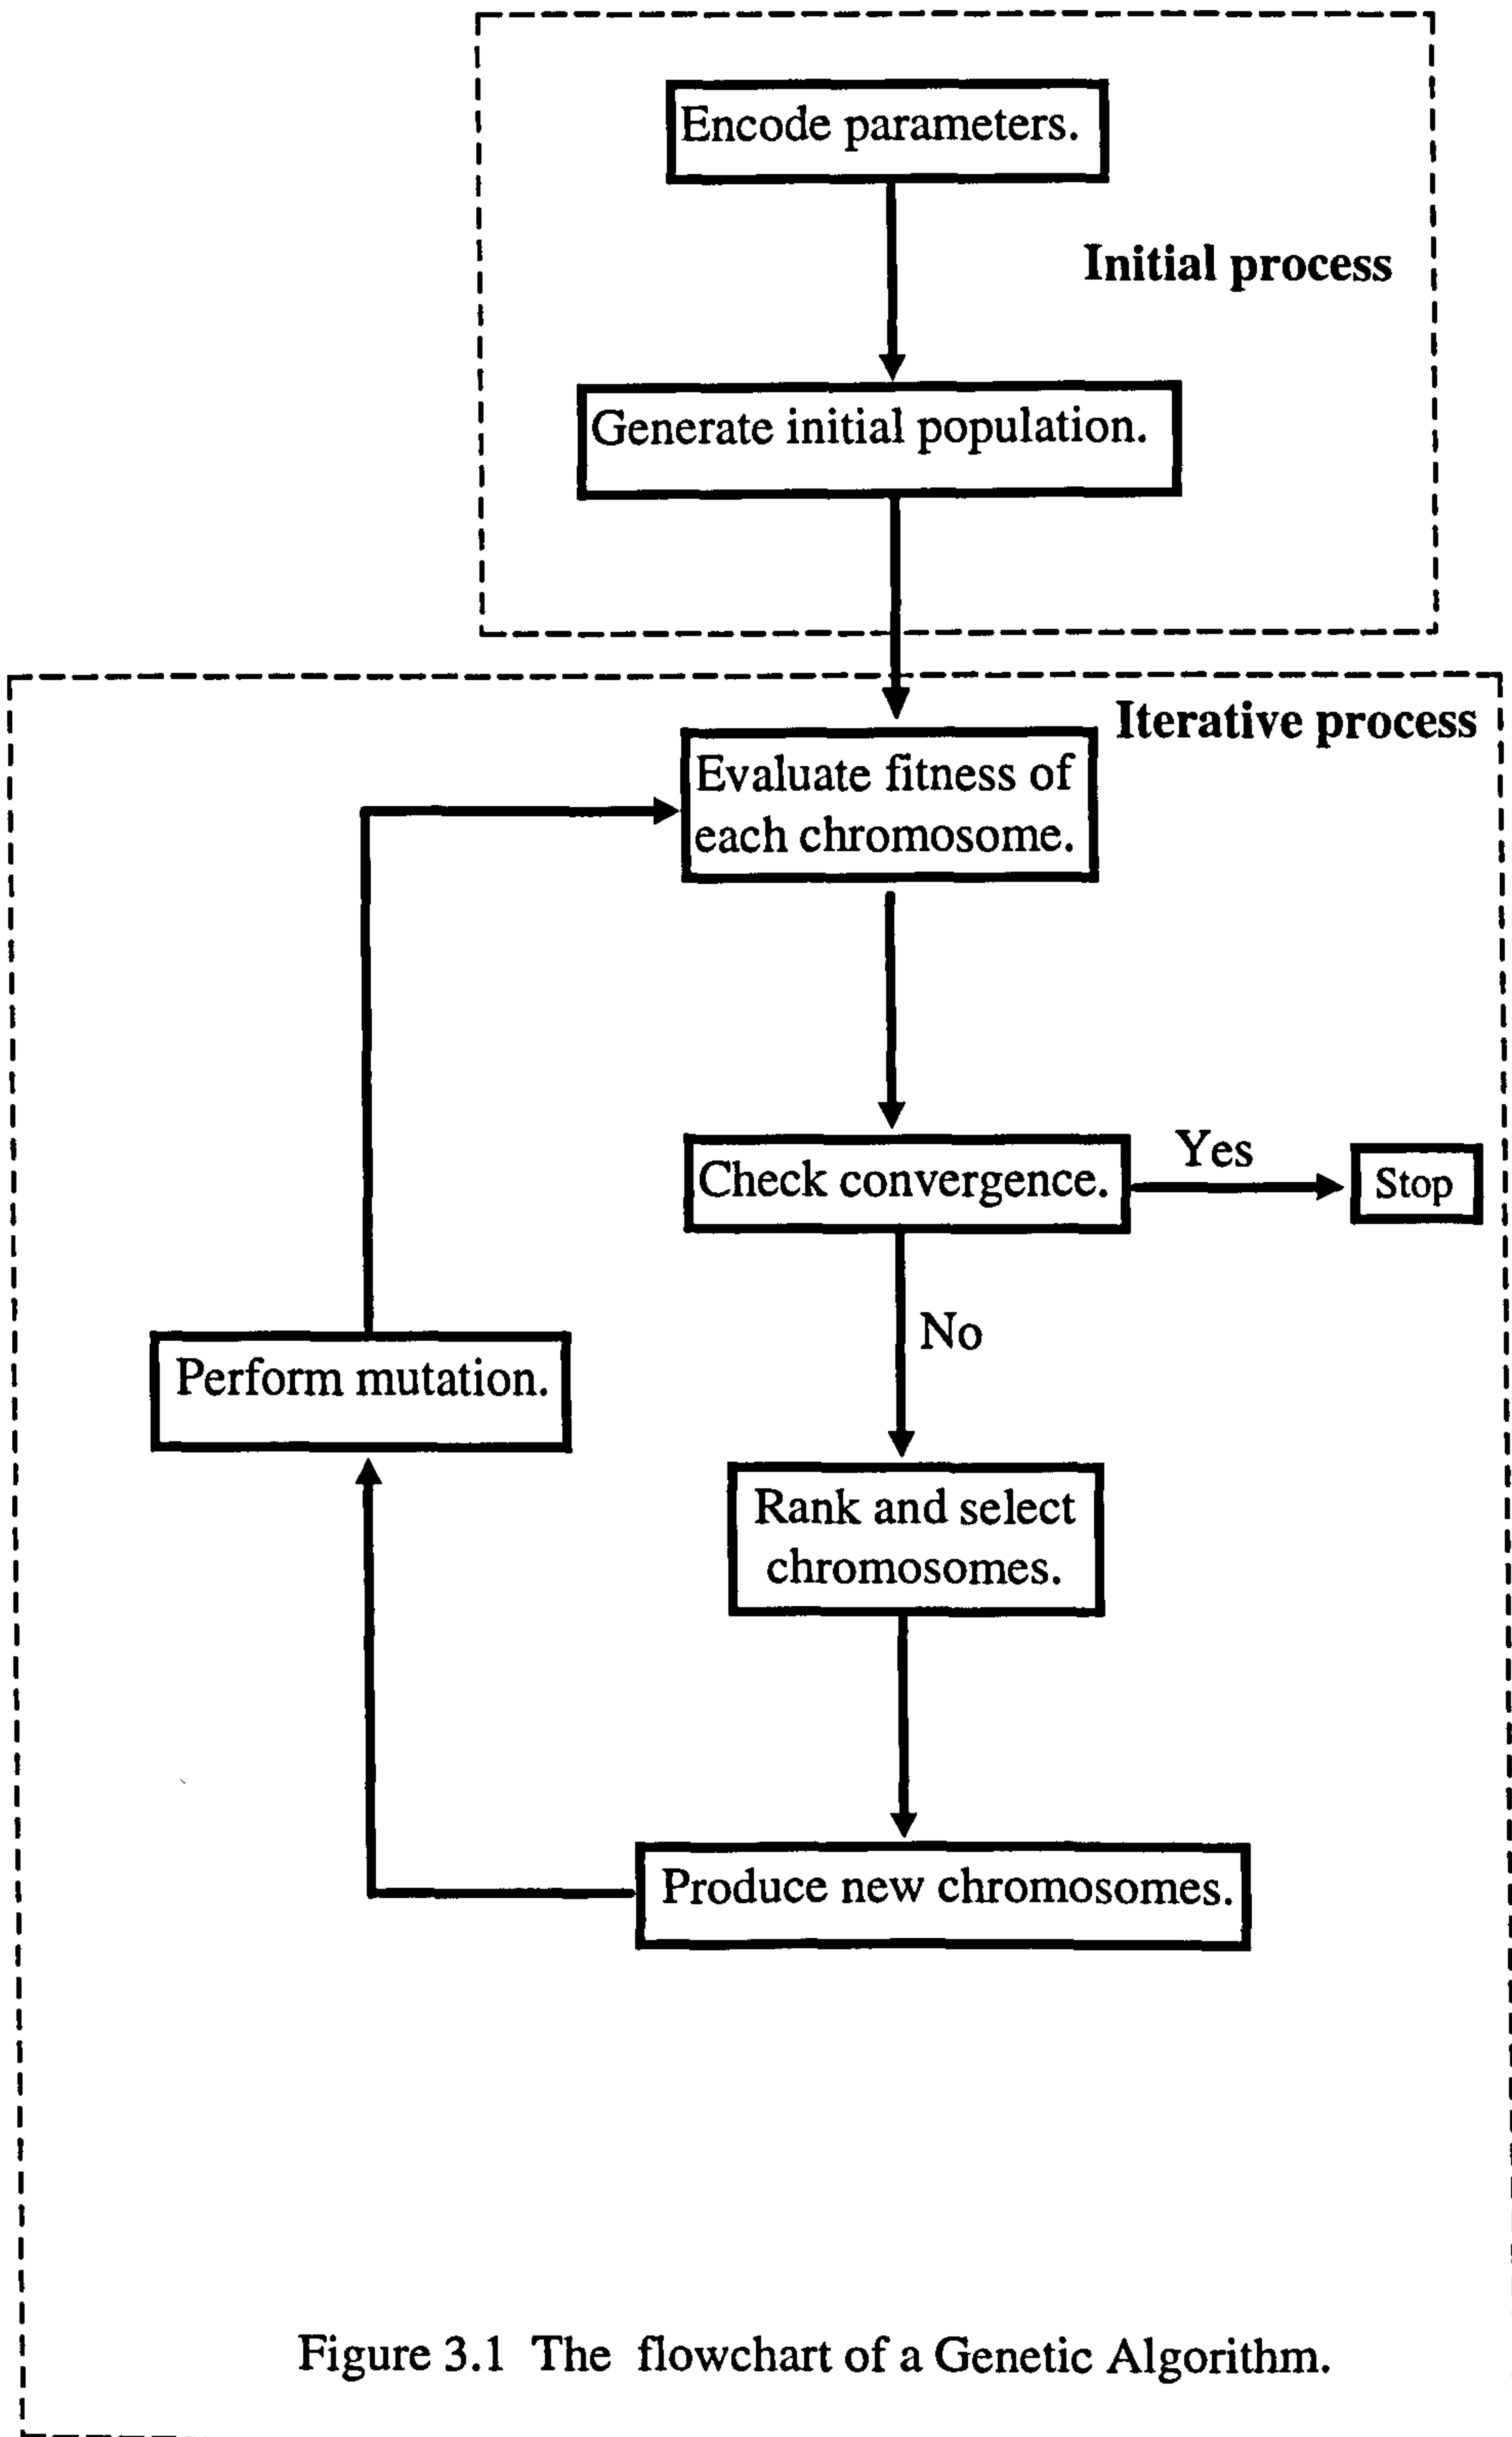 Encode parameters.
Initial process
Generate initial population.
Iterative process
Evaluate fitness of
each chromosome.
Check convergence.
Yes
Stop
No
Perform mutation.
Rank and select
chromosomes.
Produce new chromosomes.
Figure 3.1 The flowchart of a Genetic Algorithm.